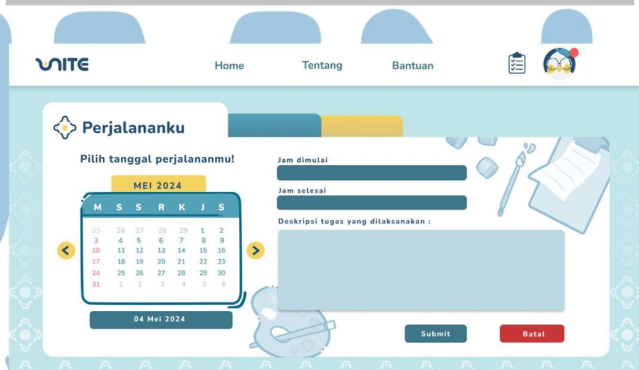 UNITE
Home Tentang Bantuan
Perjalananku
Pilih tanggal perjalananmu!
MEI 2024
M S S R K J S
25 26 27 28 29 1 2
3 4 5 6 7 8 9
10 11 12 13 14 15 16
17 18 19 20 21 22 23
24 25 26 27 28 29 30
31 1 2 3 4 5 6
04 Mei 2024
Jam dimulai
Jam selesai
Deskripsi tugas yang dilaksanakan :
Submit Batal